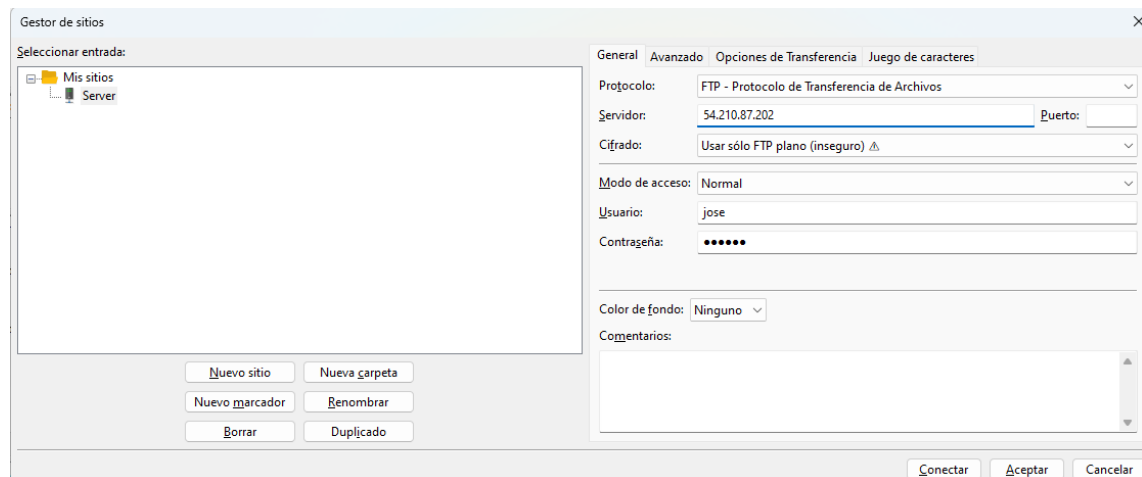 Gestor de sitios
Seleccionar entrada:
Mis sitios
Server
Nuevo sitio
Nueva carpeta
Nuevo marcador
Renombrar
Borrar
Duplicado
General Avanzado Opciones de Transferencia Juego de caracteres
Protocolo: FTP - Protocolo de Transferencia de Archivos
Servidor: 54.210.87.202 Puerto:
Cifrado: Usar sólo FTP plano (inseguro) ⚠
Modo de acceso: Normal
Usuario: jose
Contraseña: ●●●●●●
Color de fondo: Ninguno
Comentarios:
Conectar Aceptar Cancelar